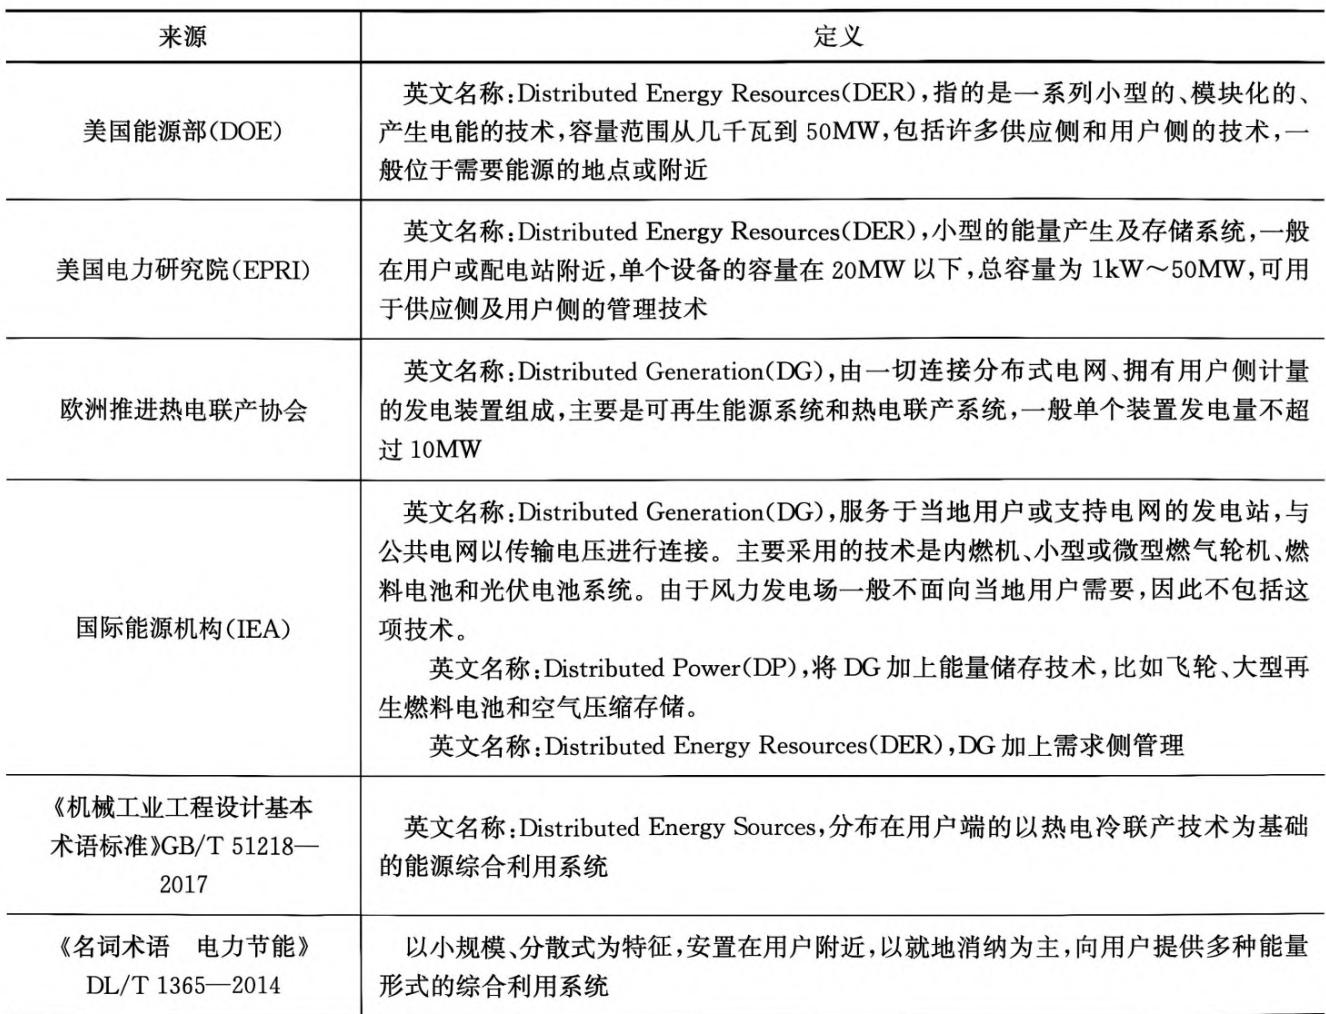 来源
定义
美国能源部(DOE)
英文名称:Distributed Energy Resources(DER),指的是一系列小型的、模块化的、
产生电能的技术,容量范围从几千瓦到 50MW,包括许多供应侧和用户侧的技术,一
般位于需要能源的地点或附近
美国电力研究院(EPRI)
英文名称:Distributed Energy Resources(DER),小型的能量产生及存储系统,一般
在用户或配电站附近,单个设备的容量在 20MW 以下,总容量为 1kW～50MW,可用
于供应侧及用户侧的管理技术
欧洲推进热电联产协会
英文名称:Distributed Generation(DG),由一切连接分布式电网、拥有用户侧计量
的发电装置组成,主要是可再生能源系统和热电联产系统,一般单个装置发电量不超
过 10MW
国际能源机构(IEA)
英文名称:Distributed Generation(DG),服务于当地用户或支持电网的发电站,与
公共电网以传输电压进行连接。主要采用的技术是内燃机、小型或微型燃气轮机、燃
料电池和光伏电池系统。由于风力发电场一般不面向当地用户需要,因此不包括这
项技术。
英文名称:Distributed Power(DP),将 DG 加上能量储存技术,比如飞轮、大型再
生燃料电池和空气压缩存储。
英文名称:Distributed Energy Resources(DER),DG 加上需求侧管理
《机械工业工程设计基本
术语标准》GB/T 51218—
2017
英文名称:Distributed Energy Sources,分布在用户端的以热电冷联产技术为基础
的能源综合利用系统
《名词术语　电力节能》
DL/T 1365—2014
以小规模、分散式为特征,安置在用户附近,以就地消纳为主,向用户提供多种能量
形式的综合利用系统